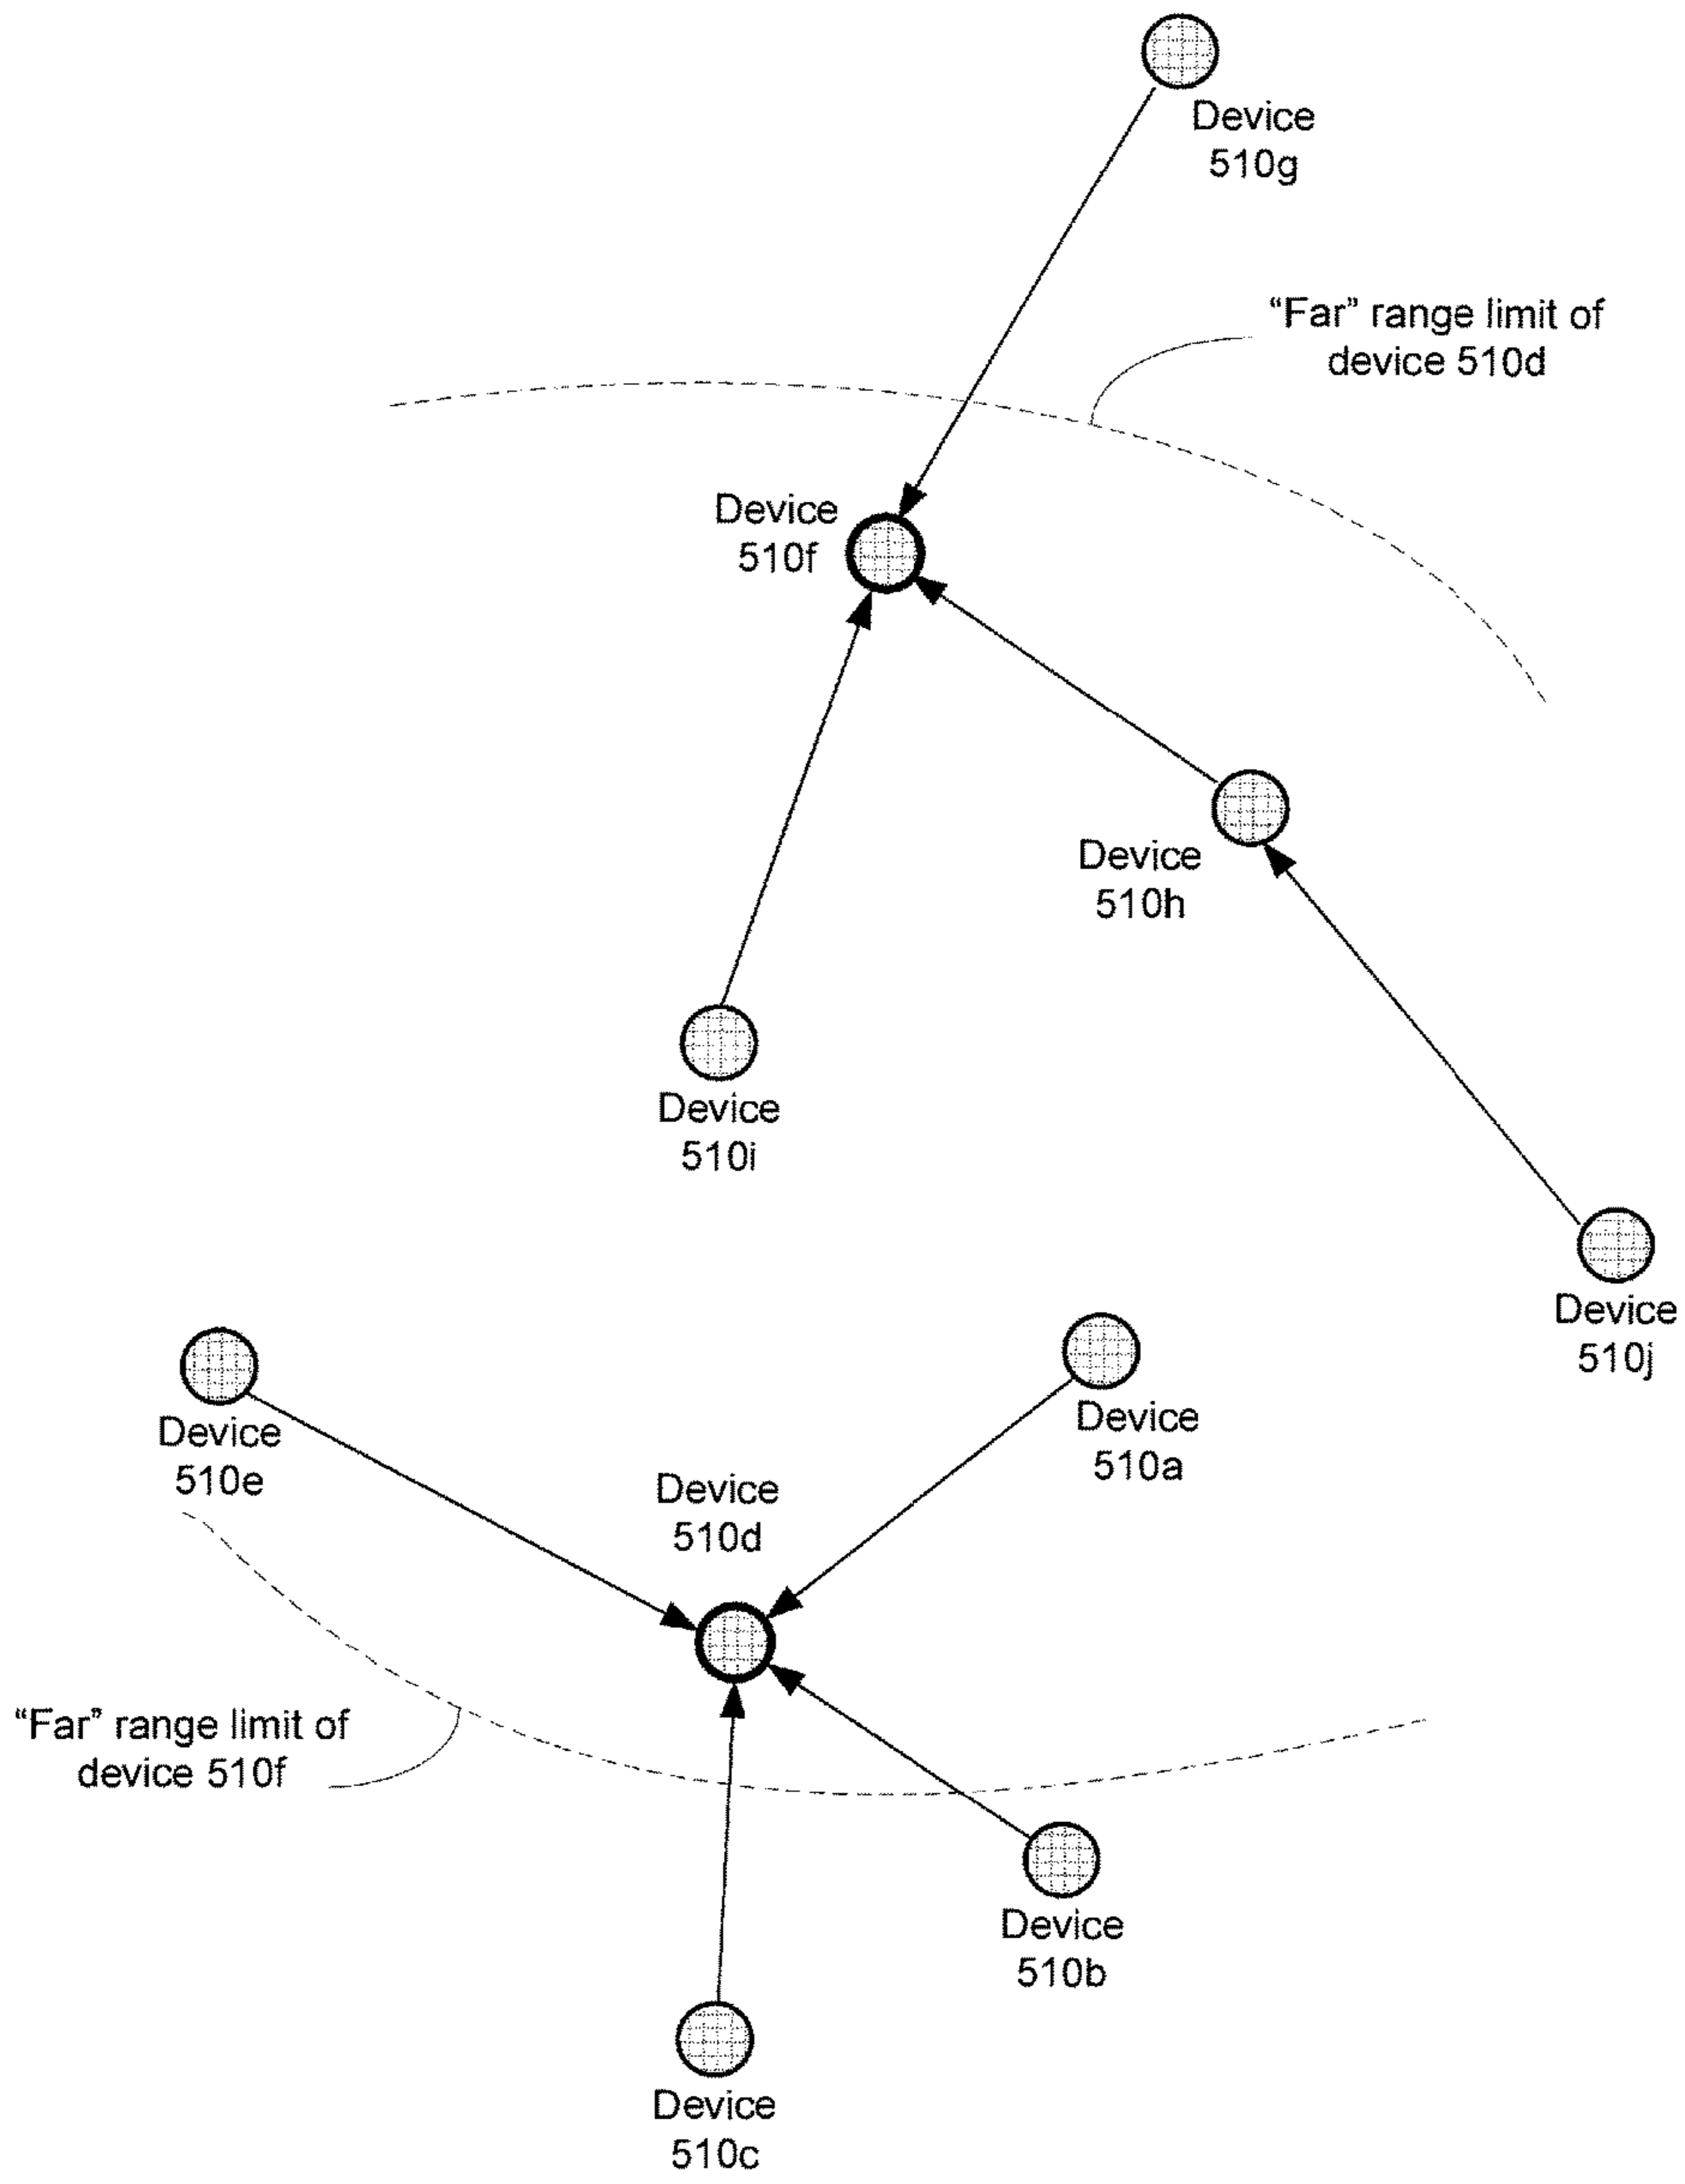 Device
510g
“Far” range limit of
device 510d
Device
510f
Device
510h
Device
510i
Device
510j
Device
510e
Device
510a
Device
510d
“Far” range limit of
device 510f
Device
510b
Device
510c